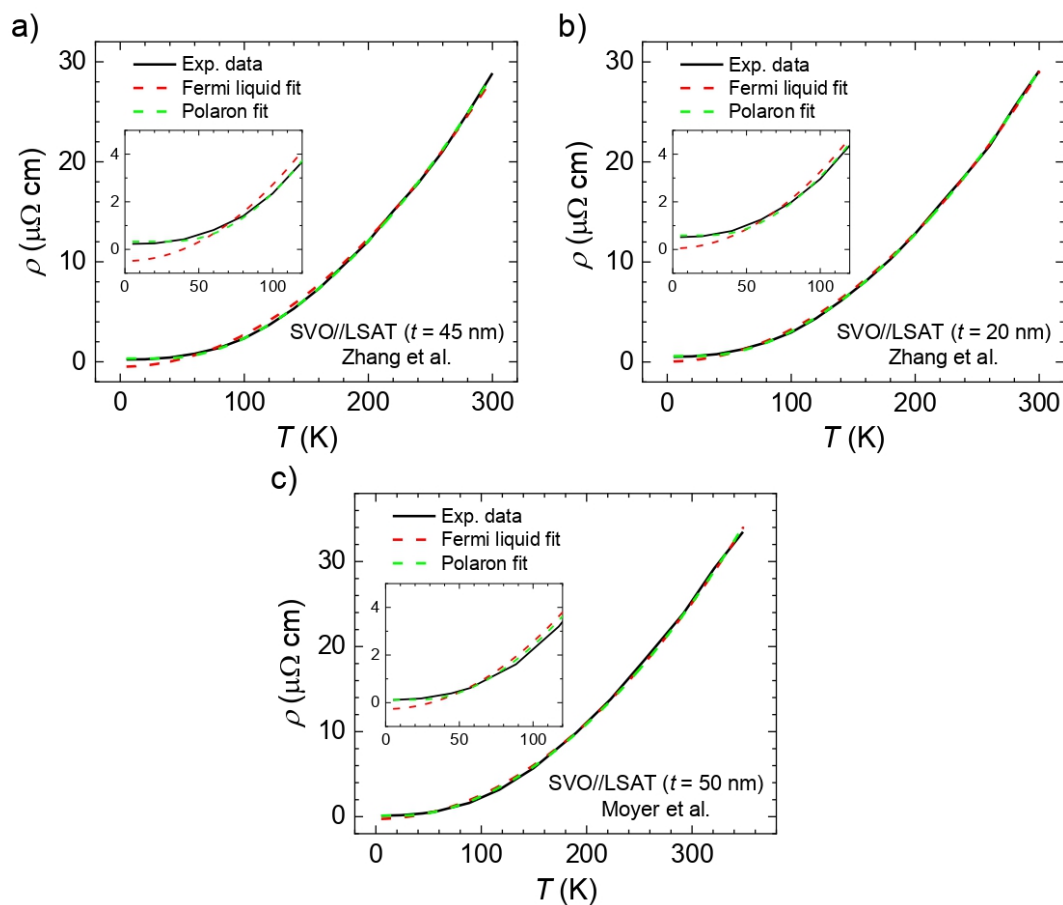 a)
30
20
10
0
ρ (μΩ cm)
Exp. data
Fermi liquid fit
Polaron fit
4
2
0
0 50 100
SVO//LSAT (t = 45 nm)
Zhang et al.
0 100 200 300
T (K)
b)
30
20
10
0
ρ (μΩ cm)
Exp. data
Fermi liquid fit
Polaron fit
4
2
0
0 50 100
SVO//LSAT (t = 20 nm)
Zhang et al.
0 100 200 300
T (K)
c)
30
20
10
0
ρ (μΩ cm)
Exp. data
Fermi liquid fit
Polaron fit
4
2
0
0 50 100
SVO//LSAT (t = 50 nm)
Moyer et al.
0 100 200 300
T (K)